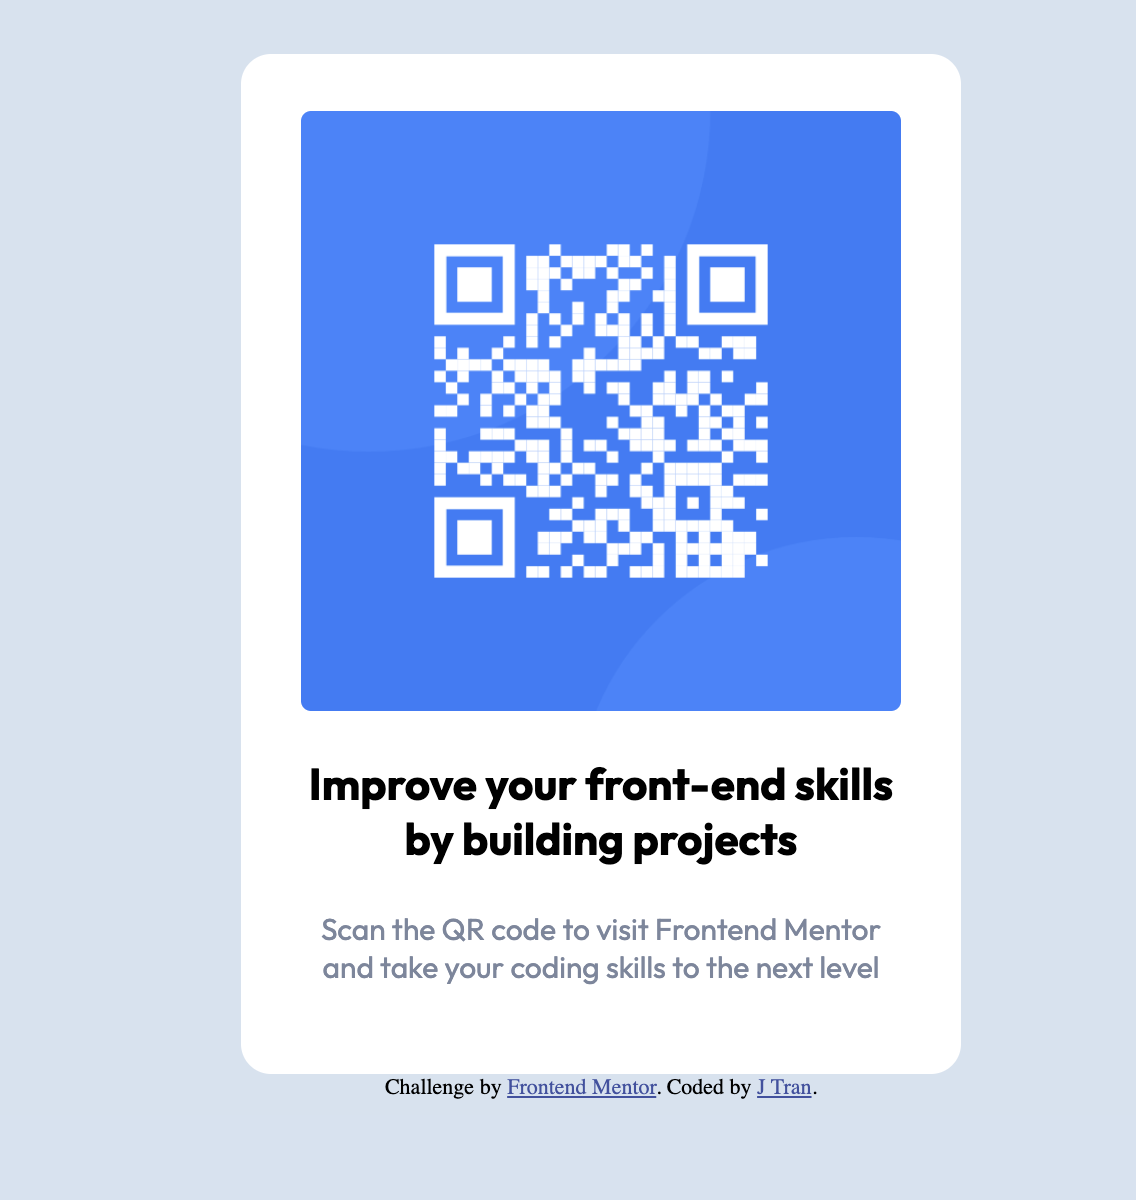 Improve your front-end skills
by building projects
Scan the QR code to visit Frontend Mentor
and take your coding skills to the next level
Challenge by Frontend Mentor. Coded by J Tran.